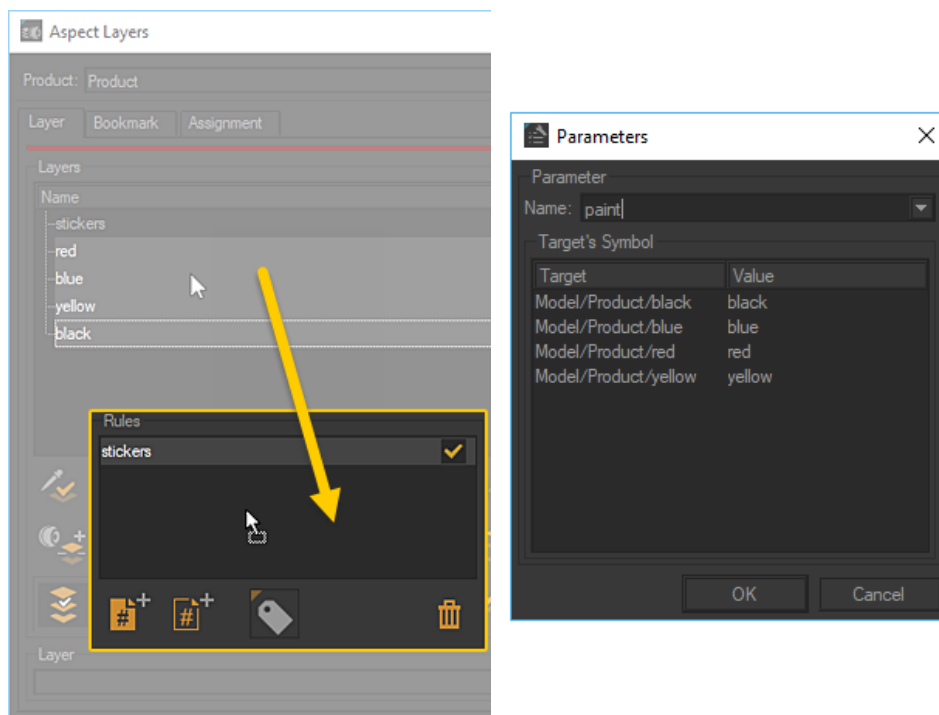 Aspect Layers
Product: Product
Layer Bookmark Assignment
Layers
Name
stickers
red
blue
yellow
black
Rules
stickers
# #
Layer
Parameters
Parameter
Name: paint
Target's Symbol
Target Value
Model/Product/black black
Model/Product/blue blue
Model/Product/red red
Model/Product/yellow yellow
OK Cancel